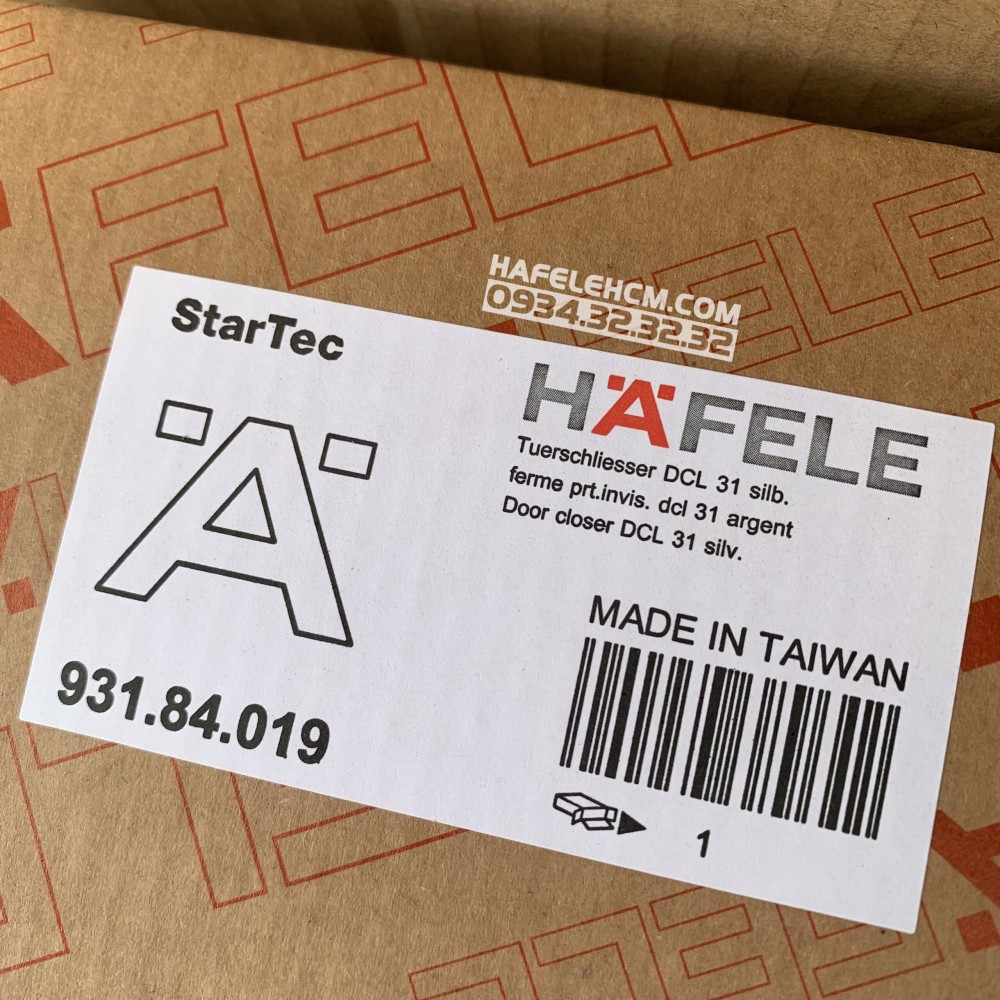 HAFELEHCM.COM
0934.32.32.32
StarTec
HÄFELE
Tuerschliesser DCL 31 silb.
ferme prt.invis. dcl 31 argent
Door closer DCL 31 silv.
Ä
MADE IN TAIWAN
931.84.019
1